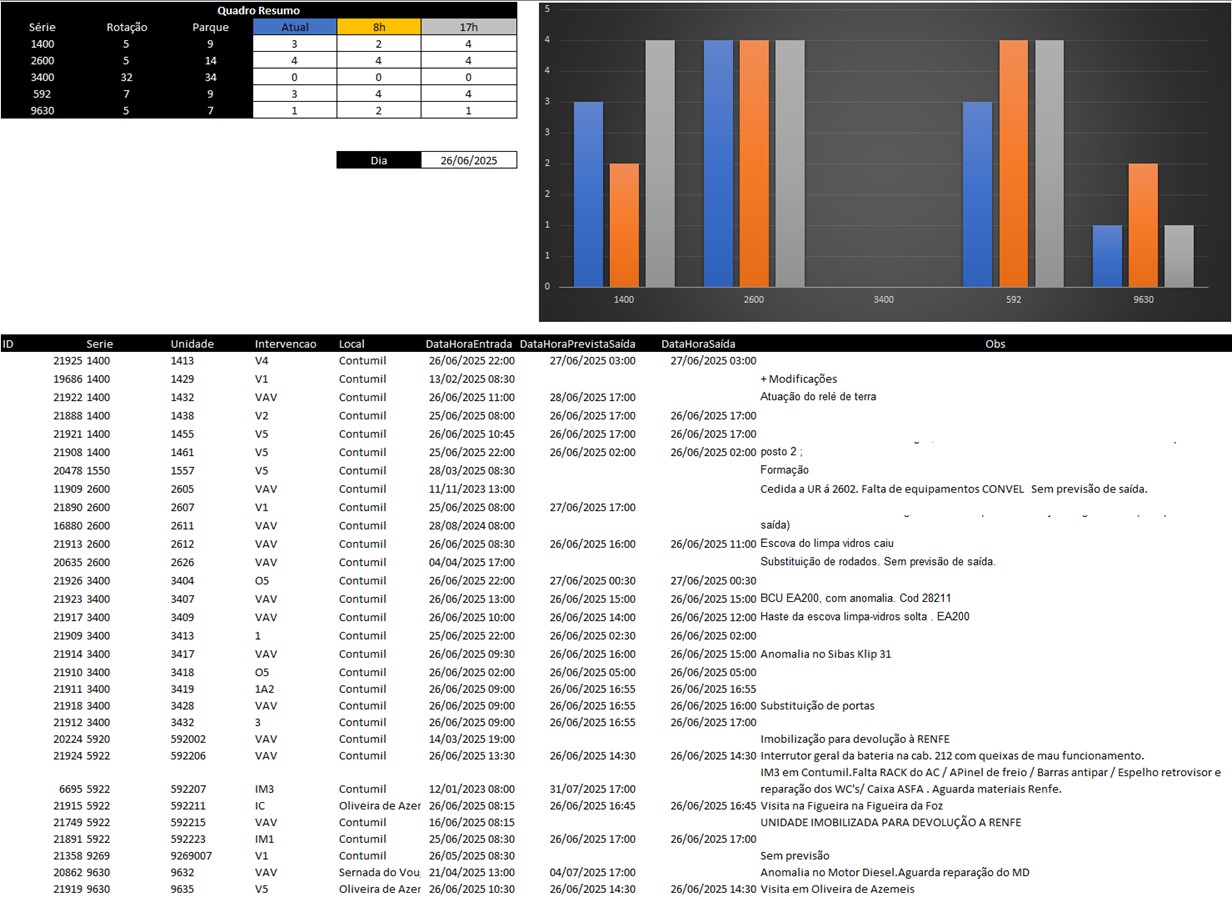 Quadro Resumo
Série Rotação Parque Atual 8h 17h
1400 5 9 3 2 4
2600 5 14 4 4 4
3400 32 34 0 0 0
592 7 9 3 4 4
9630 5 7 1 2 1
Dia 26/06/2025
5
4
4
3
3
2
2
1
1
0
1400 2600 3400 592 9630
ID Serie Unidade Intervencao Local DataHoraEntrada DataHoraPrevistaSaída DataHoraSaída Obs
21925 1400 1413 V4 Contumil 26/06/2025 22:00 27/06/2025 03:00 27/06/2025 03:00
19686 1400 1429 V1 Contumil 13/02/2025 08:30 + Modificações
21922 1400 1432 VAV Contumil 26/06/2025 11:00 28/06/2025 17:00 Atuação do relé de terra
21888 1400 1438 V2 Contumil 25/06/2025 08:00 26/06/2025 17:00 26/06/2025 17:00
21921 1400 1455 V5 Contumil 26/06/2025 10:45 26/06/2025 17:00 26/06/2025 17:00
21908 1400 1461 V5 Contumil 25/06/2025 22:00 26/06/2025 02:00 26/06/2025 02:00 posto 2 ;
20478 1550 1557 V5 Contumil 28/03/2025 08:30 Formação
11909 2600 2605 VAV Contumil 11/11/2023 13:00 Cedida a UR á 2602. Falta de equipamentos CONVEL Sem previsão de saída.
21890 2600 2607 V1 Contumil 25/06/2025 08:00 27/06/2025 17:00
16880 2600 2611 VAV Contumil 28/08/2024 08:00 saída)
21913 2600 2612 VAV Contumil 26/06/2025 08:30 26/06/2025 16:00 26/06/2025 11:00 Escova do limpa vidros caiu
20635 2600 2626 VAV Contumil 04/04/2025 17:00 Substituição de rodados. Sem previsão de saída.
21926 3400 3404 O5 Contumil 26/06/2025 22:00 27/06/2025 00:30 27/06/2025 00:30
21923 3400 3407 VAV Contumil 26/06/2025 13:00 26/06/2025 15:00 26/06/2025 15:00 BCU EA200, com anomalia. Cod 28211
21917 3400 3409 VAV Contumil 26/06/2025 10:00 26/06/2025 14:00 26/06/2025 12:00 Haste da escova limpa-vidros solta . EA200
21909 3400 3413 1 Contumil 25/06/2025 22:00 26/06/2025 02:30 26/06/2025 02:00
21914 3400 3417 VAV Contumil 26/06/2025 09:30 26/06/2025 16:00 26/06/2025 15:00 Anomalia no Sibas Klip 31
21910 3400 3418 O5 Contumil 26/06/2025 02:00 26/06/2025 05:00 26/06/2025 05:00
21911 3400 3419 1A2 Contumil 26/06/2025 09:00 26/06/2025 16:55 26/06/2025 16:55
21918 3400 3428 VAV Contumil 26/06/2025 09:00 26/06/2025 16:55 26/06/2025 16:00 Substituição de portas
21912 3400 3432 3 Contumil 26/06/2025 09:00 26/06/2025 16:55 26/06/2025 17:00
20224 5920 592002 VAV Contumil 14/03/2025 19:00 Imobilização para devolução à RENFE
21924 5922 592206 VAV Contumil 26/06/2025 13:30 26/06/2025 14:30 26/06/2025 14:30 Interrutor geral da bateria na cab. 212 com queixas de mau funcionamento.
IM3 em Contumil.Falta RACK do AC / APinel de freio / Barras antipar / Espelho retrovisor e
6695 5922 592207 IM3 Contumil 12/01/2023 08:00 31/07/2025 17:00 reparação dos WC's/ Caixa ASFA . Aguarda materiais Renfe.
21915 5922 592211 IC Oliveira de Azer 26/06/2025 08:15 26/06/2025 16:45 26/06/2025 16:45 Visita na Figueira na Figueira da Foz
21749 5922 592215 VAV Contumil 16/06/2025 08:15 UNIDADE IMOBILIZADA PARA DEVOLUÇÃO A RENFE
21891 5922 592223 IM1 Contumil 25/06/2025 08:30 26/06/2025 17:00 26/06/2025 17:00
21358 9269 9269007 V1 Contumil 26/05/2025 08:30 Sem previsão
20862 9630 9632 VAV Sernada do Vou 21/04/2025 13:00 04/07/2025 17:00 Anomalia no Motor Diesel.Aguarda reparação do MD
21919 9630 9635 V5 Oliveira de Azer 26/06/2025 10:30 26/06/2025 14:30 26/06/2025 14:30 Visita em Oliveira de Azemeis